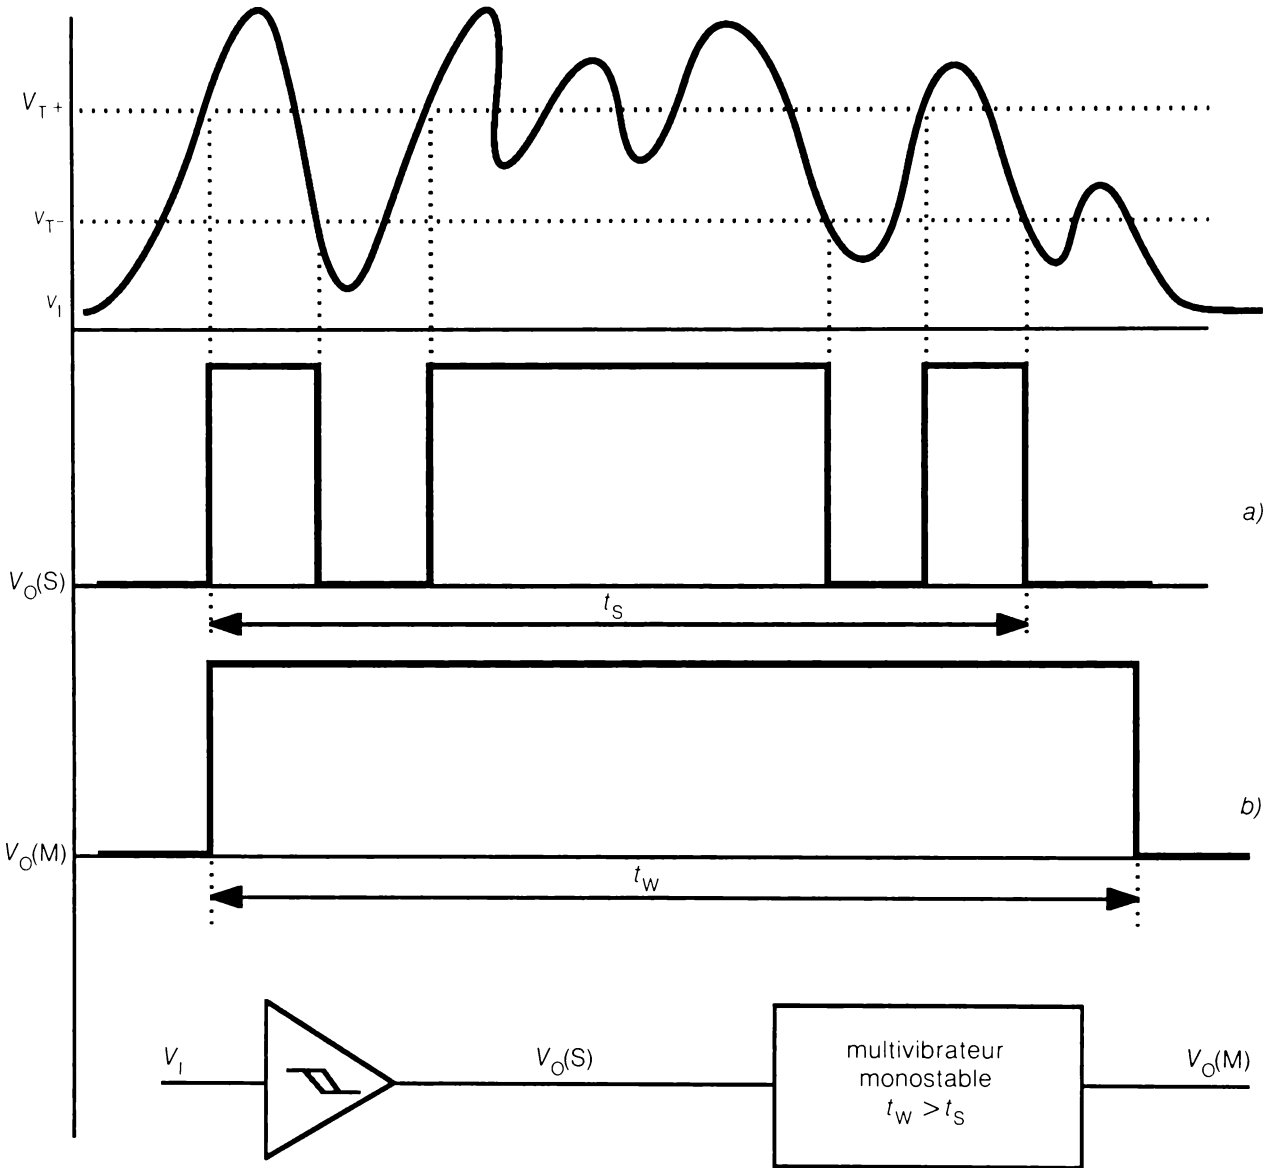 V_T+
V_T−
V_I
a)
V_O(S)
t_S
b)
V_O(M)
t_W
V_I
V_O(S)
multivibrateur
monostable
t_W > t_S
V_O(M)